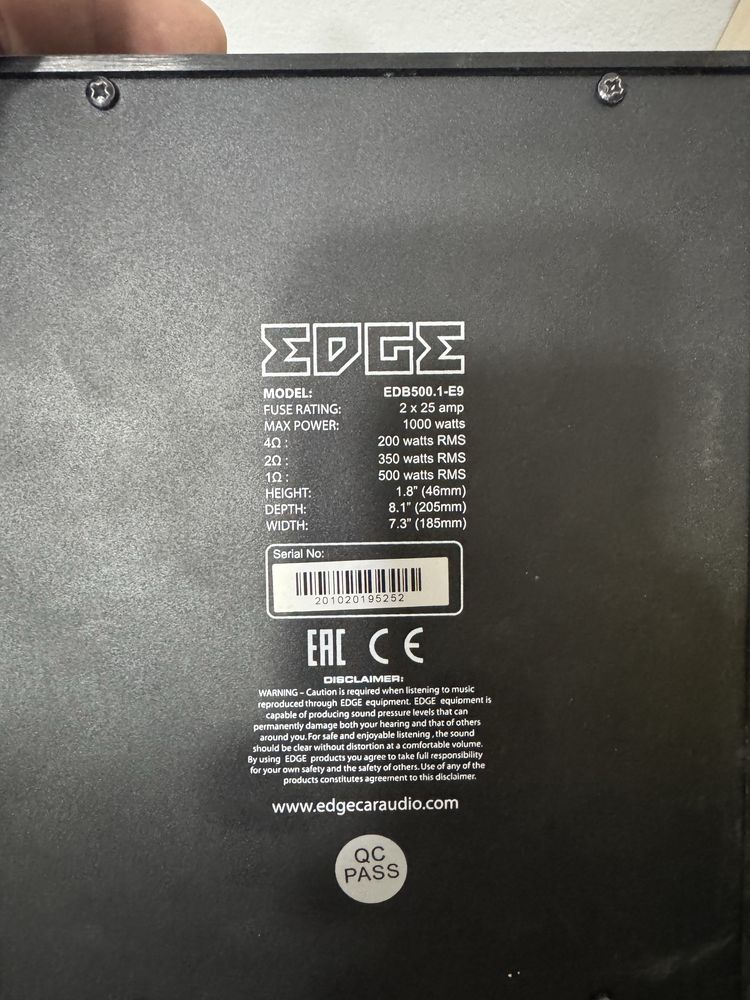 EDGE
MODEL: EDB500.1-E9
FUSE RATING: 2 x 25 amp
MAX POWER: 1000 watts
4Ω : 200 watts RMS
2Ω : 350 watts RMS
1Ω : 500 watts RMS
HEIGHT: 1.8" (46mm)
DEPTH: 8.1" (205mm)
WIDTH: 7.3" (185mm)
Serial No:
201020195252
EAC CE
DISCLAIMER:
WARNING – Caution is required when listening to music
reproduced through EDGE equipment. EDGE equipment is
capable of producing sound pressure levels that can
permanently damage both your hearing and that of others
around you. For safe and enjoyable listening , the sound
should be clear without distortion at a comfortable volume.
By using EDGE products you agree to take full responsibility
for your own safety and the safety of others. Use of any of the
products constitutes agreement to this disclaimer.
www.edgecaraudio.com
QC
PASS